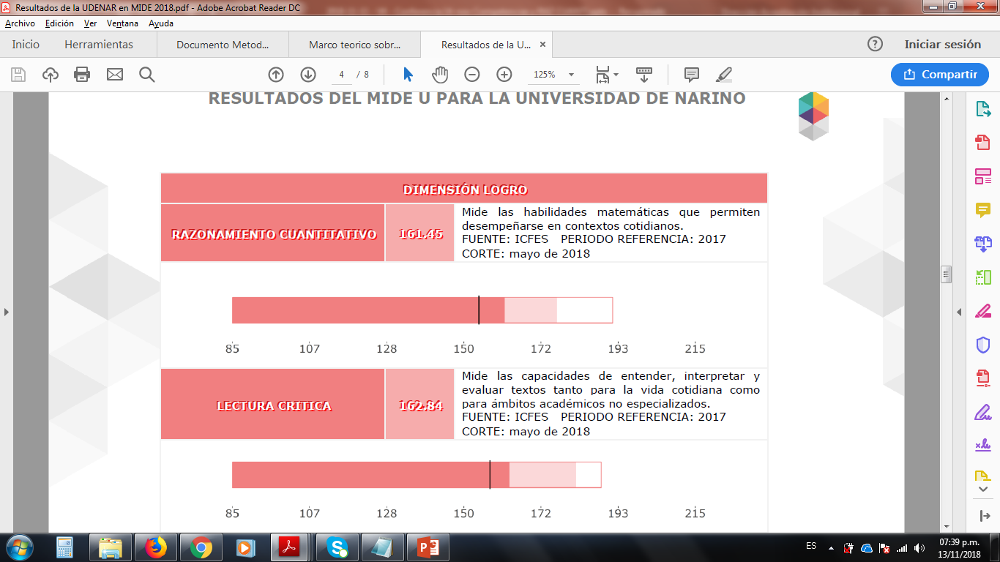 Resultados de la UDENAR en MIDE 2018.pdf - Adobe Acrobat Reader DC
Archivo Edición Ver Ventana Ayuda
Inicio Herramientas Documento Metod... Marco teorico sobr... Resultados de la U... Iniciar sesión
4 / 8 125% Compartir
RESULTADOS DEL MIDE U PARA LA UNIVERSIDAD DE NARIÑO
DIMENSIÓN LOGRO
RAZONAMIENTO CUANTITATIVO 161.45
Mide las habilidades matemáticas que permiten
desempeñarse en contextos cotidianos.
FUENTE: ICFES PERIODO REFERENCIA: 2017
CORTE: mayo de 2018
85 107 128 150 172 193 215
LECTURA CRITICA 162.84
Mide las capacidades de entender, interpretar y
evaluar textos tanto para la vida cotidiana como
para ámbitos académicos no especializados.
FUENTE: ICFES PERIODO REFERENCIA: 2017
CORTE: mayo de 2018
85 107 128 150 172 193 215
ES 07:39 p.m.
13/11/2018